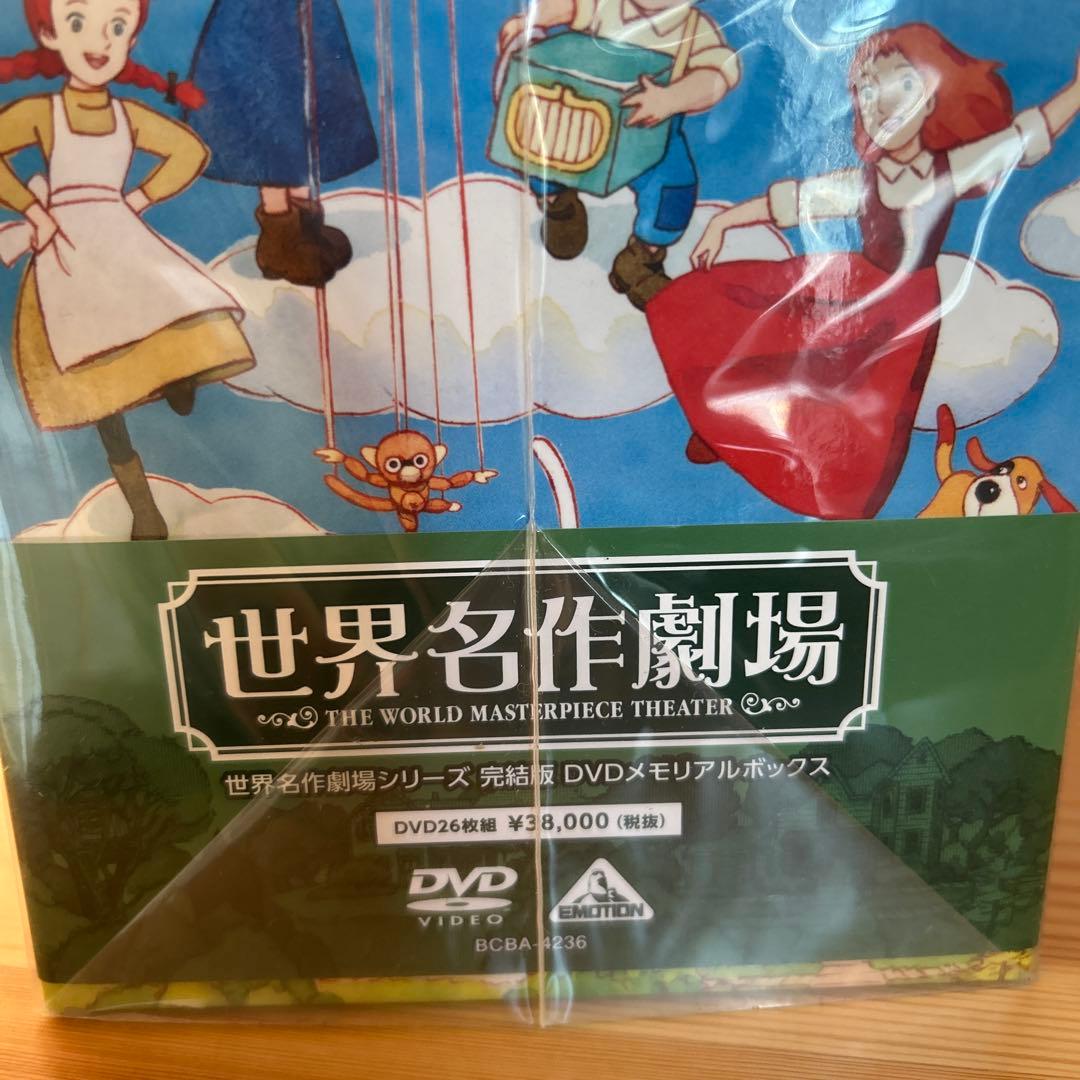 世界名作劇場
THE WORLD MASTERPIECE THEATER
世界名作劇場シリーズ 完結版 DVDメモリアルボックス
DVD26枚組 ¥38,000(税抜)
DVD
VIDEO
EMOTION
BCBA-4236